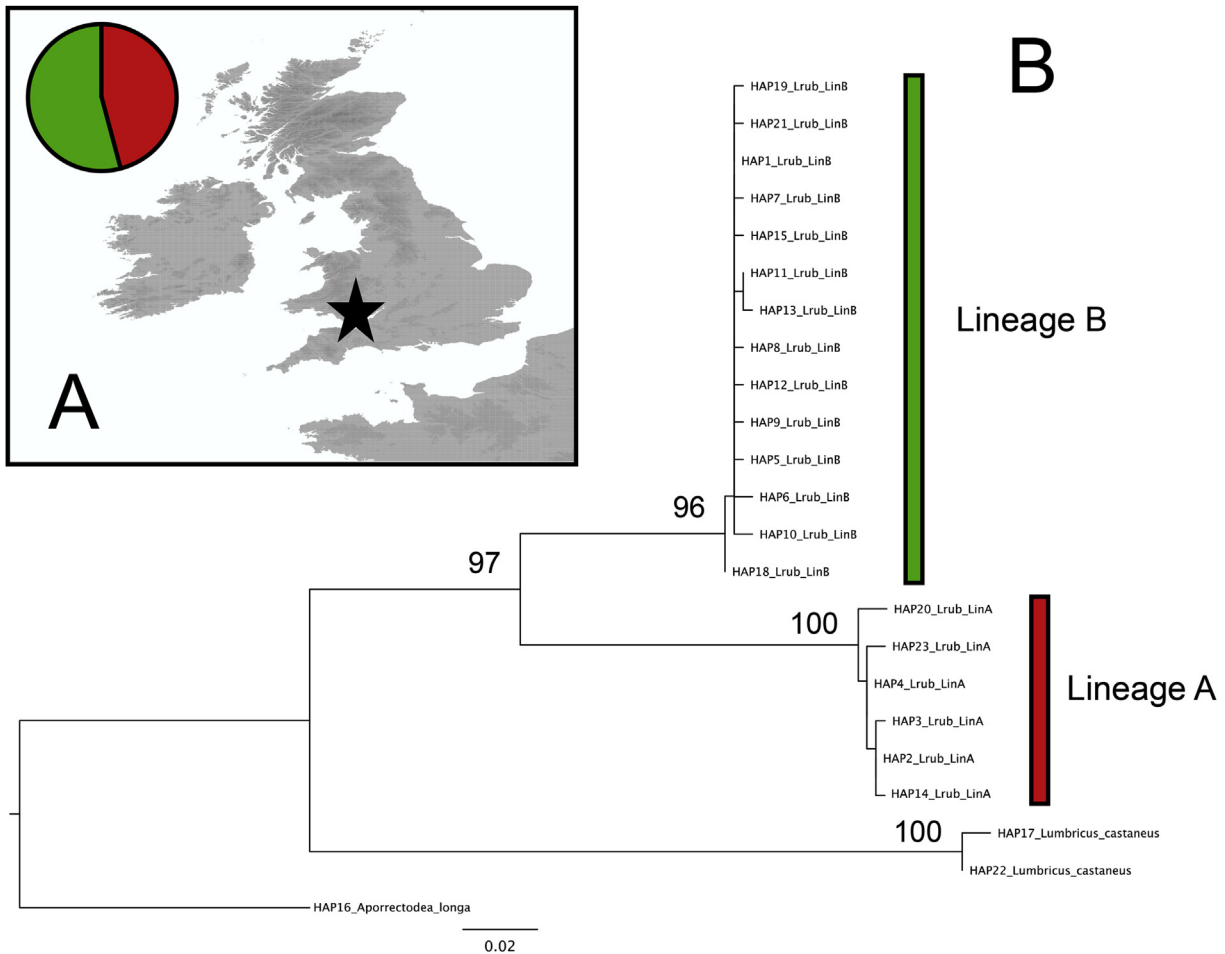 A
B
HAP19_Lrub_LinB
HAP21_Lrub_LinB
HAP1_Lrub_LinB
HAP7_Lrub_LinB
HAP15_Lrub_LinB
HAP11_Lrub_LinB
HAP13_Lrub_LinB
HAP8_Lrub_LinB
HAP12_Lrub_LinB
HAP9_Lrub_LinB
HAP5_Lrub_LinB
HAP6_Lrub_LinB
HAP10_Lrub_LinB
HAP18_Lrub_LinB
Lineage B
96
97
HAP20_Lrub_LinA
HAP23_Lrub_LinA
HAP4_Lrub_LinA
HAP3_Lrub_LinA
HAP2_Lrub_LinA
HAP14_Lrub_LinA
Lineage A
100
HAP17_Lumbricus_castaneus
HAP22_Lumbricus_castaneus
100
HAP16_Aporrectodea_longa
0.02